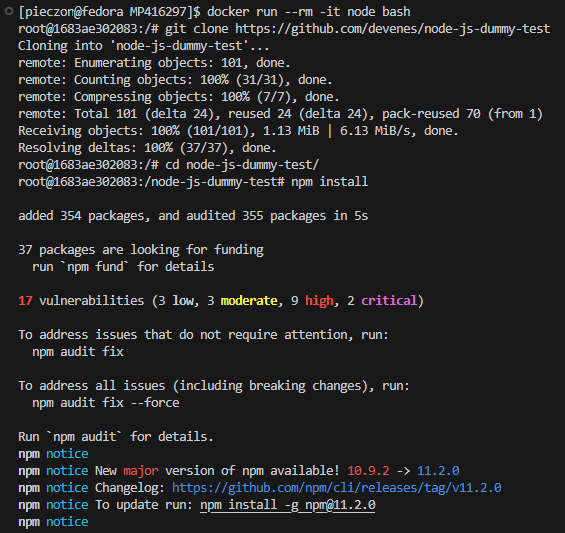 [pieczon@fedora MP416297]$ docker run --rm -it node bash
root@1683ae302083:/# git clone https://github.com/devenes/node-js-dummy-test
Cloning into 'node-js-dummy-test'...
remote: Enumerating objects: 101, done.
remote: Counting objects: 100% (31/31), done.
remote: Compressing objects: 100% (7/7), done.
remote: Total 101 (delta 24), reused 24 (delta 24), pack-reused 70 (from 1)
Receiving objects: 100% (101/101), 1.13 MiB | 6.13 MiB/s, done.
Resolving deltas: 100% (37/37), done.
root@1683ae302083:/# cd node-js-dummy-test/
root@1683ae302083:/node-js-dummy-test# npm install
added 354 packages, and audited 355 packages in 5s
37 packages are looking for funding
run `npm fund` for details
17 vulnerabilities (3 low, 3 moderate, 9 high, 2 critical)
To address issues that do not require attention, run:
npm audit fix
To address all issues (including breaking changes), run:
npm audit fix --force
Run `npm audit` for details.
npm notice
npm notice New major version of npm available! 10.9.2 -> 11.2.0
npm notice Changelog: https://github.com/npm/cli/releases/tag/v11.2.0
npm notice To update run: npm install -g npm@11.2.0
npm notice